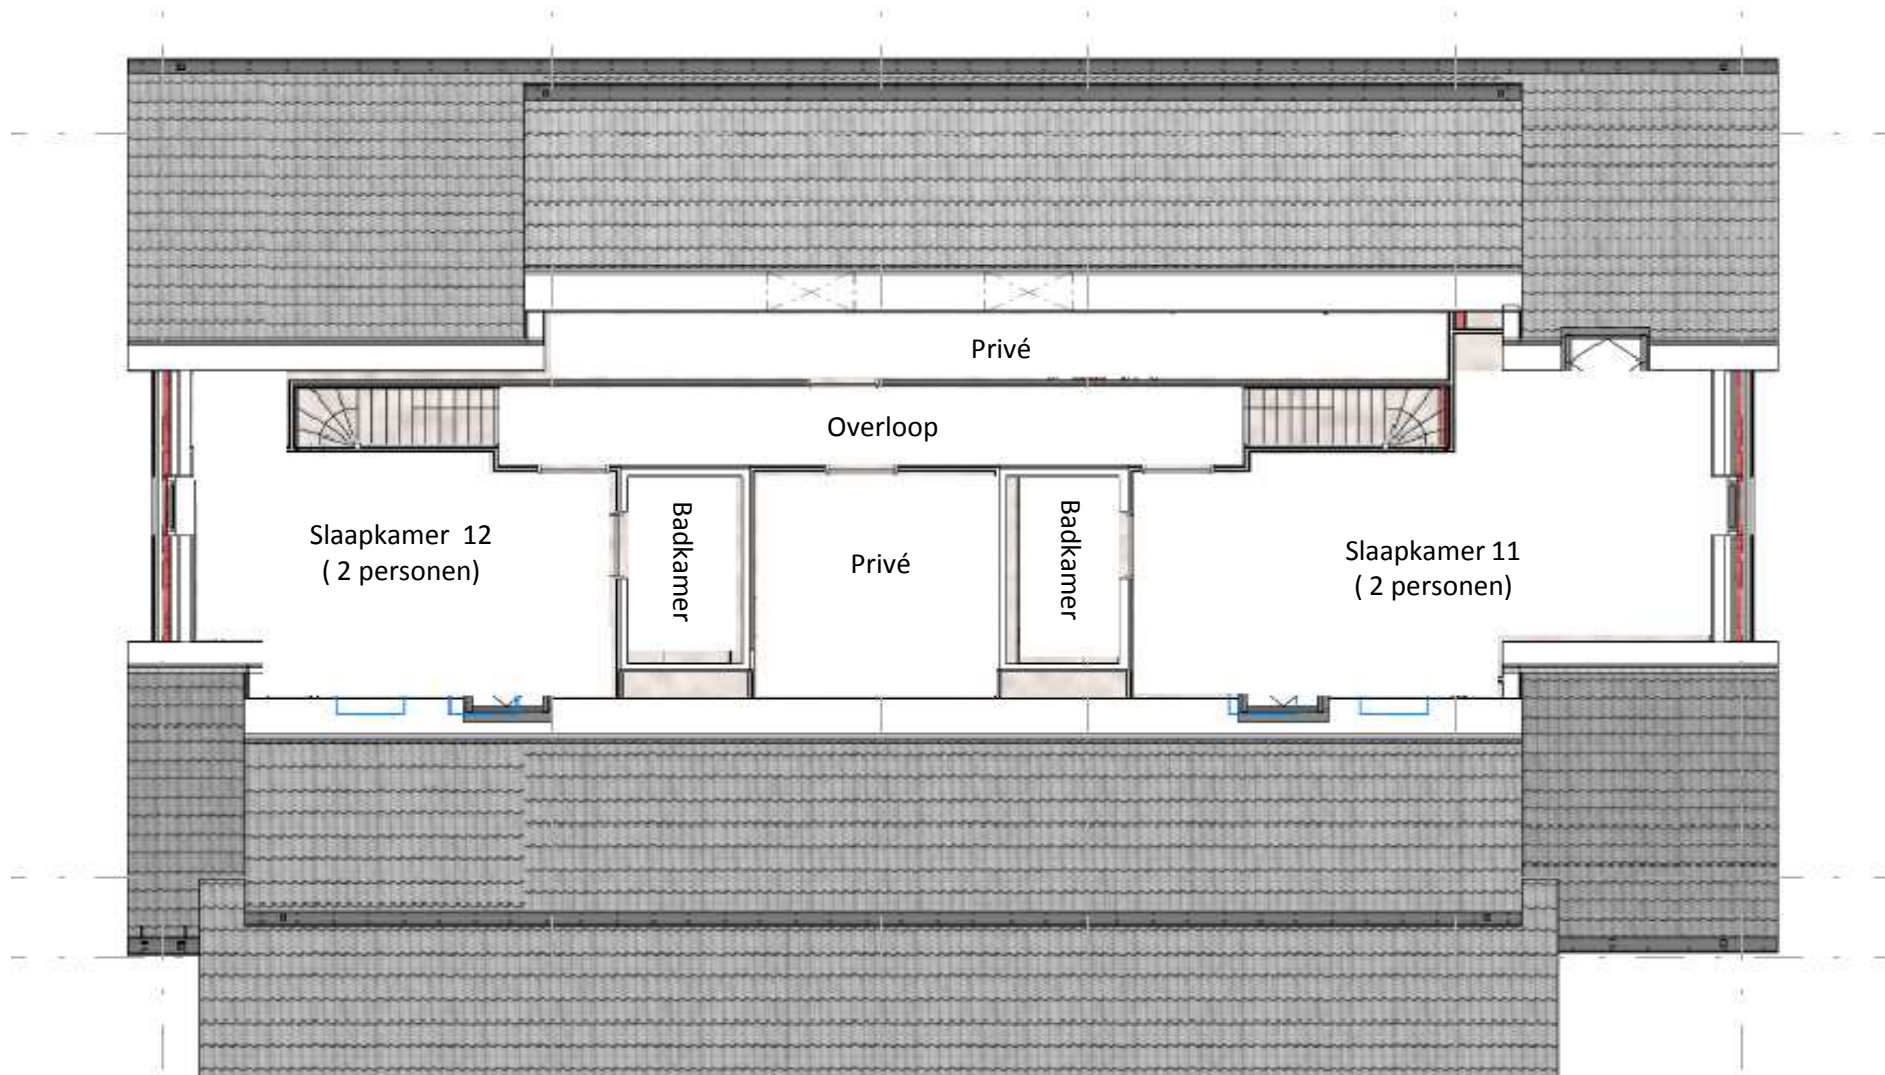 Privé
Overloop
Slaapkamer 12
( 2 personen)
Badkamer
Privé
Badkamer
Slaapkamer 11
( 2 personen)